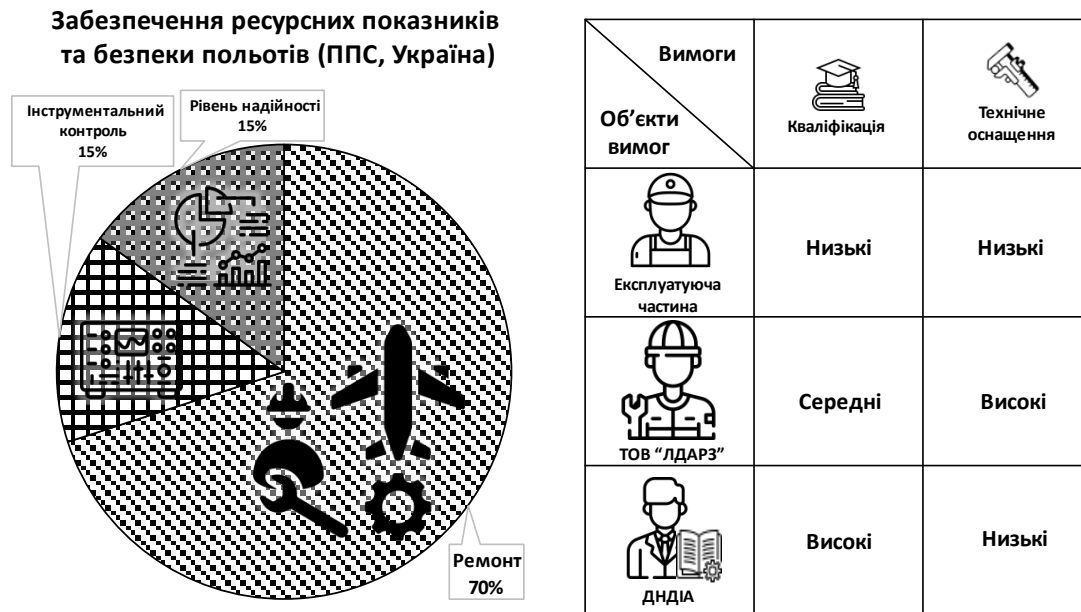 Забезпечення ресурсних показників
та безпеки польотів (ППС, Україна)
Інструментальний
контроль
15%
Рівень надійності
15%
Ремонт
70%
Вимоги
Об’єкти
вимог
Кваліфікація
Технічне
оснащення
Експлуатуюча
частина
Низькі
Низькі
ТОВ “ЛДАРЗ”
Середні
Високі
ДНДІА
Високі
Низькі